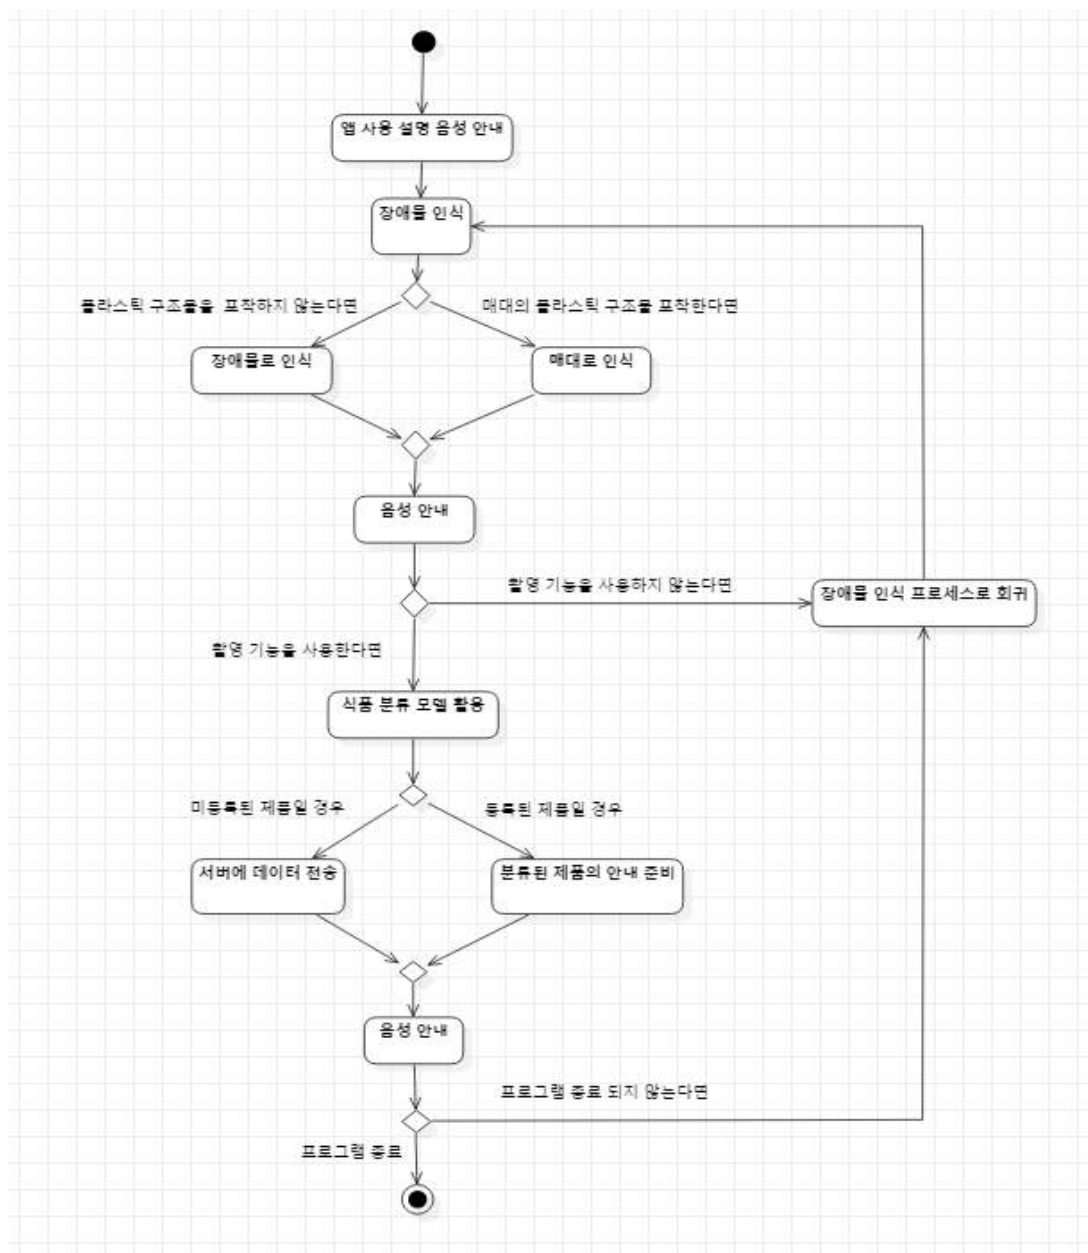 앱 사용 설명 음성 안내
장애물 인식
플라스틱 구조물을 포착하지 않는다면
매대의 플라스틱 구조물 포착한다면
장애물로 인식
매대로 인식
음성 안내
촬영 기능을 사용하지 않는다면
장애물 인식 프로세스로 회귀
촬영 기능을 사용한다면
식품 분류 모델 활용
미등록된 제품일 경우
등록된 제품일 경우
서버에 데이터 전송
분류된 제품의 안내 준비
음성 안내
프로그램 종료 되지 않는다면
프로그램 종료